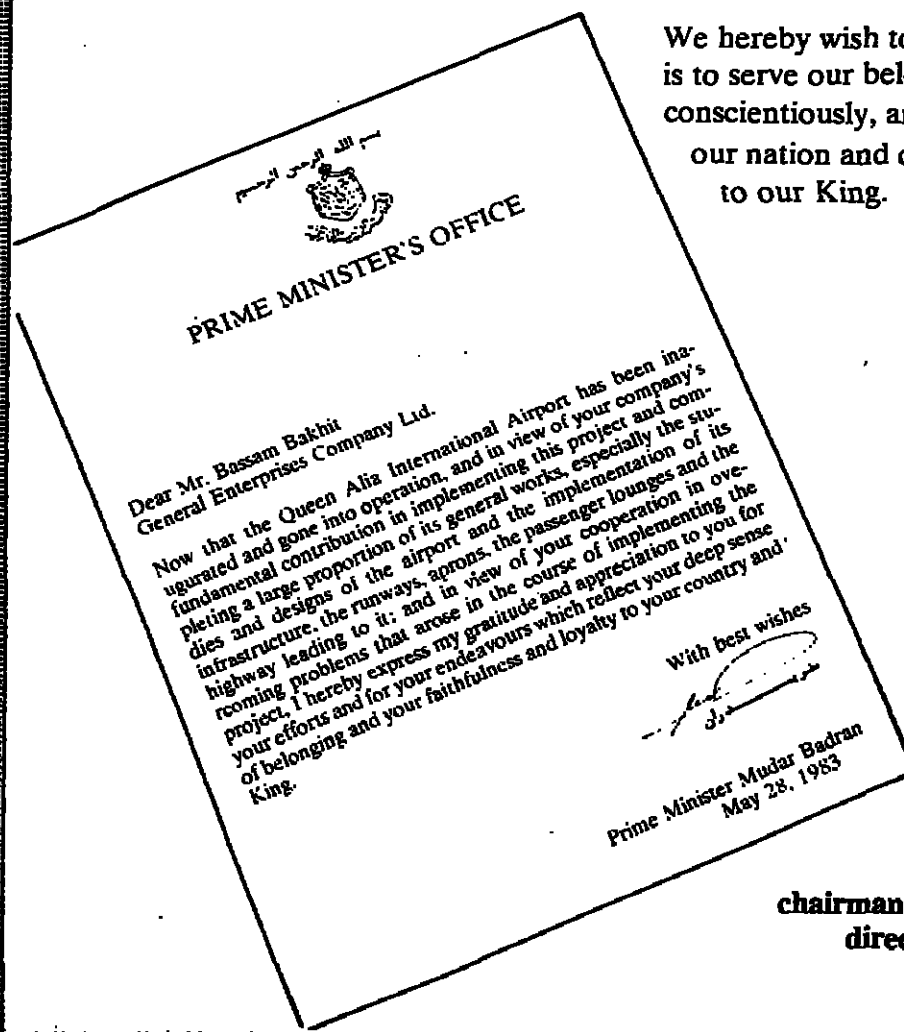 We hereby wish to
is to serve our
conscientiously,
our nation and
to our King.
بسم الله الرحمن الرحيم
PRIME MINISTER'S OFFICE
Dear Mr. Bassam Bakhit
General Enterprises Company Ltd.
Now that the Queen Alia International Airport has been ina-
ugurated and gone into operation, and in view of your company's
fundamental contribution in implementing this project and com-
pleting a large proportion of its general works, especially the stu-
dies and designs of the airport and the implementation of its
infrastructure, the runways, aprons, the passenger lounges and the
highway leading to it; and in view of your cooperation in ove-
rcoming problems that arose in the course of implementing the
project, I hereby express my gratitude and appreciation to you for
your efforts and for your endeavours which reflect your deep sense
of belonging and your faithfulness and loyalty to your country and
King.
With best wishes
Prime Minister Mudar Badran
May 28, 1983
chairman